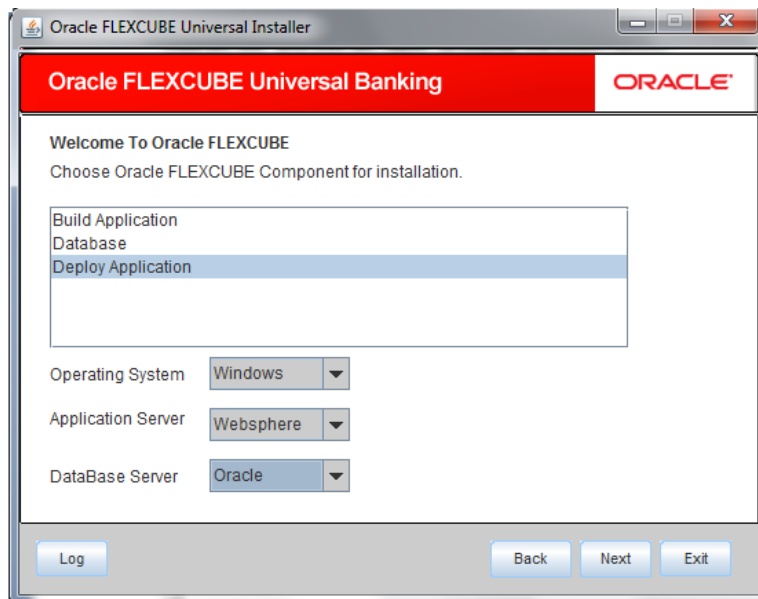 Oracle FLEXCUBE Universal Installer
Oracle FLEXCUBE Universal Banking
ORACLE
Welcome To Oracle FLEXCUBE
Choose Oracle FLEXCUBE Component for installation.
Build Application
Database
Deploy Application
Operating System Windows
Application Server Websphere
DataBase Server Oracle
Log Back Next Exit